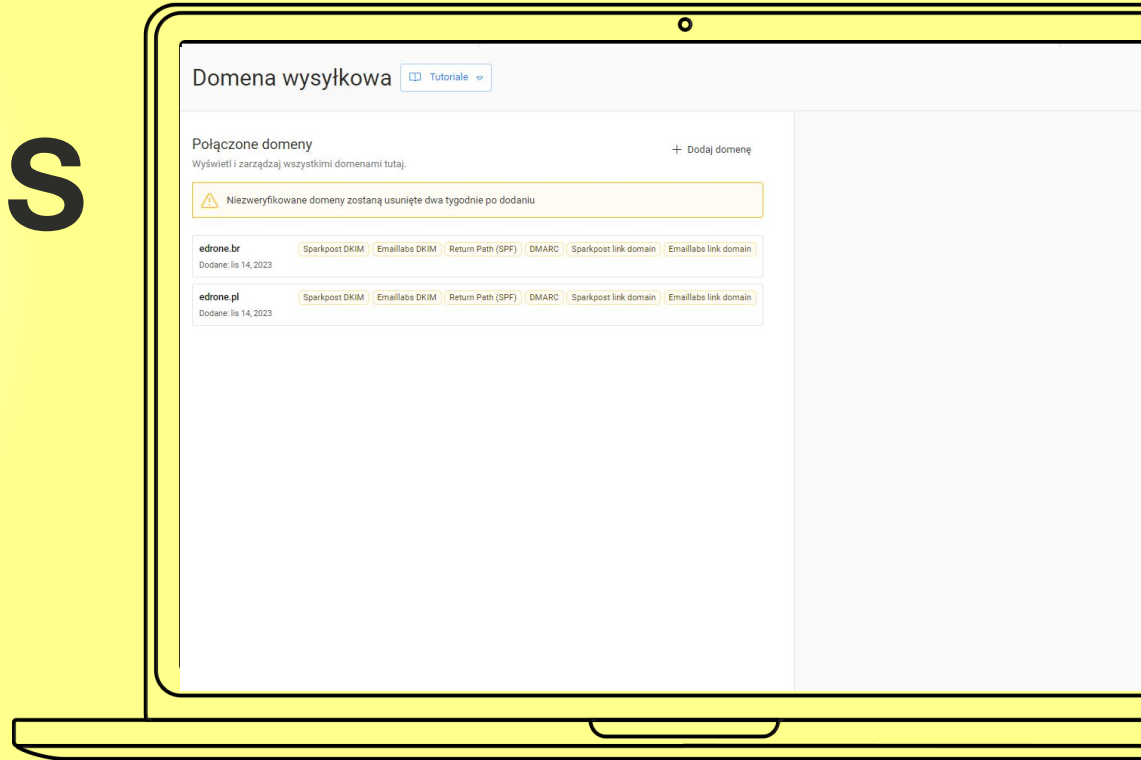 S
Domena wysyłkowa
Tutoriale
Połączone domeny
+ Dodaj domenę
Wyświetl i zarządzaj wszystkimi domenami tutaj.
Niezweryfikowane domeny zostaną usunięte dwa tygodnie po dodaniu
edrone.br Sparkpost DKIM Emaillabs DKIM Return Path (SPF) DMARC Sparkpost link domain Emaillabs link domain
Dodane: lis 14, 2023
edrone.pl Sparkpost DKIM Emaillabs DKIM Return Path (SPF) DMARC Sparkpost link domain Emaillabs link domain
Dodane: lis 14, 2023